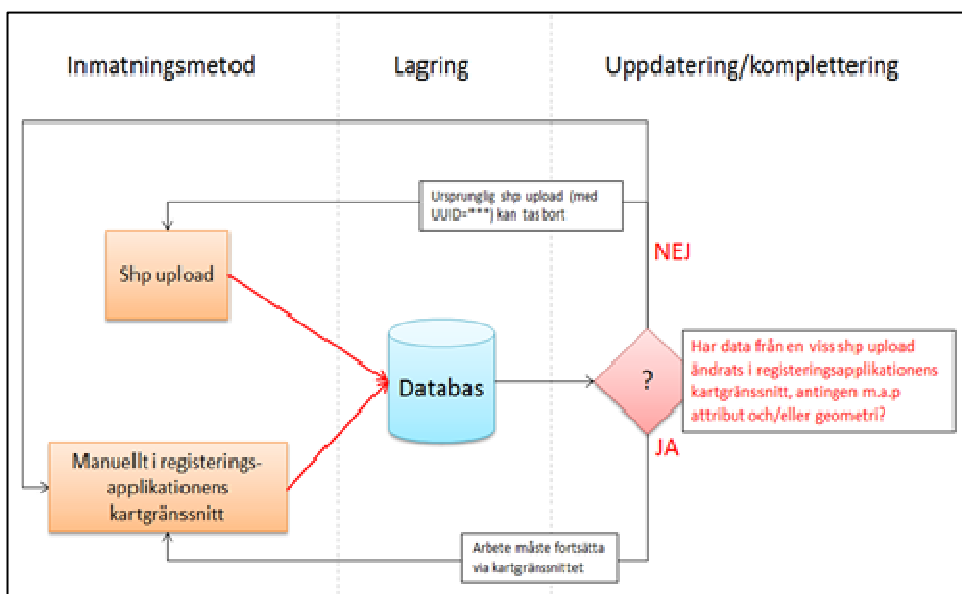 Inmatningsmetod
Lagring
Uppdatering/komplettering
Ursprunglig shp upload (med
UUID="***") kan tas bort
NEJ
Shp upload
Har data från en viss shp upload
ändrats i registeringsapplikationens
kartgränssnitt, antingen m.a.p
attribut och/eller geometri?
?
Databas
JA
Manuellt i registerings-
applikationens
kartgränssnitt
Arbete måste fortsätta
via kartgränssnittet